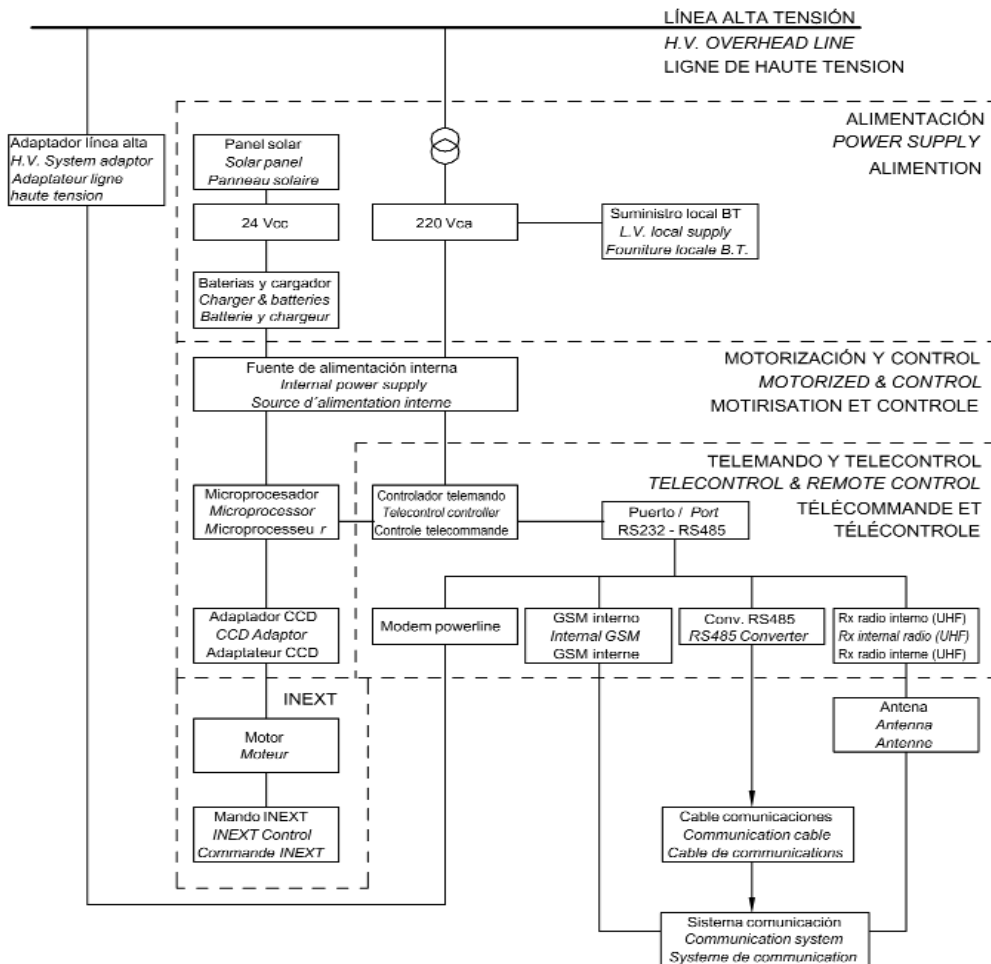 LÍNEA ALTA TENSIÓN
H.V. OVERHEAD LINE
LIGNE DE HAUTE TENSION
ALIMENTACIÓN
POWER SUPPLY
ALIMENTION
Adaptador línea alta
H.V. System adaptor
Adaptateur ligne
haute tension
Panel solar
Solar panel
Panneau solaire
24 Vcc
220 Vca
Suministro local BT
L.V. local supply
Founiture locale B.T.
Baterias y cargador
Charger & batteries
Batterie y chargeur
MOTORIZACIÓN Y CONTROL
MOTORIZED & CONTROL
MOTIRISATION ET CONTROLE
Fuente de alimentación interna
Internal power supply
Source d´alimentation interne
TELEMANDO Y TELECONTROL
TELECONTROL & REMOTE CONTROL
TÉLÉCOMMANDE ET
TÉLÉCONTROLE
Microprocesador
Microprocessor
Microprocesseu r
Controlador telemando
Telecontrol controller
Controle telecommande
Puerto / Port
RS232 - RS485
Adaptador CCD
CCD Adaptor
Adaptateur CCD
Modem powerline
GSM interno
Internal GSM
GSM interne
Conv. RS485
RS485 Converter
Rx radio interno (UHF)
Rx internal radio (UHF)
Rx radio interne (UHF)
INEXT
Motor
Moteur
Antena
Antenna
Antenne
Mando INEXT
INEXT Control
Commande INEXT
Cable comunicaciones
Communication cable
Cable de communications
Sistema comunicación
Communication system
Systeme de communication